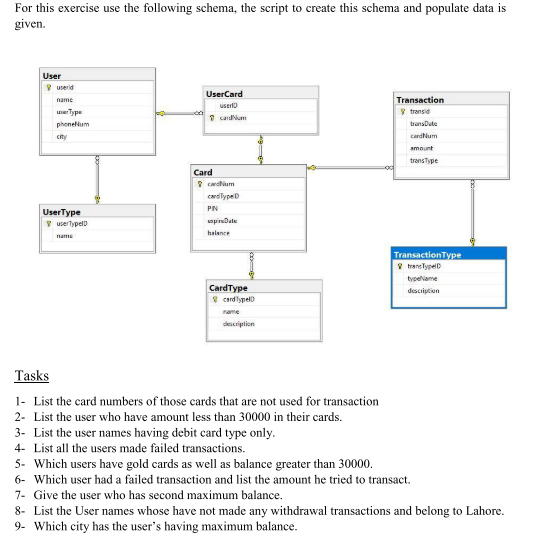 For this exercise use the following schema, the script to create this schema and populate data is
given.
User
userid
name
userType
phoneNum
city
UserCard
userID
cardNum
Transaction
transId
transDate
cardNum
amount
transType
Card
cardNum
cardTypeID
PIN
expireDate
balance
UserType
userTypeID
name
TransactionType
transTypeID
typeName
description
CardType
cardTypeID
name
description
Tasks
1- List the card numbers of those cards that are not used for transaction
2- List the user who have amount less than 30000 in their cards.
3- List the user names having debit card type only.
4- List all the users made failed transactions.
5- Which users have gold cards as well as balance greater than 30000.
6- Which user had a failed transaction and list the amount he tried to transact.
7- Give the user who has second maximum balance.
8- List the User names whose have not made any withdrawal transactions and belong to Lahore.
9- Which city has the user's having maximum balance.